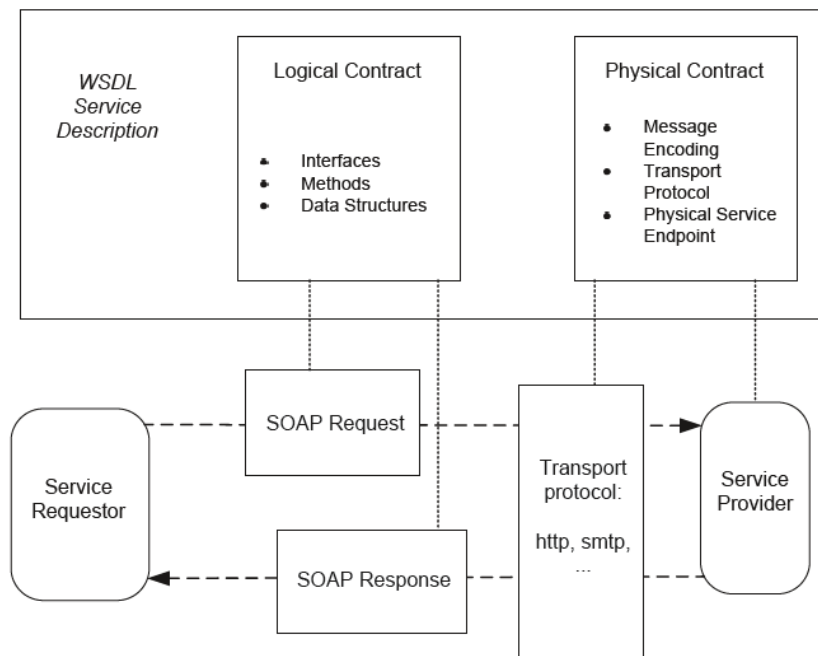 WSDL
Service
Description
Logical Contract
Interfaces
Methods
Data Structures
Physical Contract
Message
Encoding
Transport
Protocol
Physical Service
Endpoint
SOAP Request
Service
Requestor
Transport
protocol:
http, smtp,
...
Service
Provider
SOAP Response